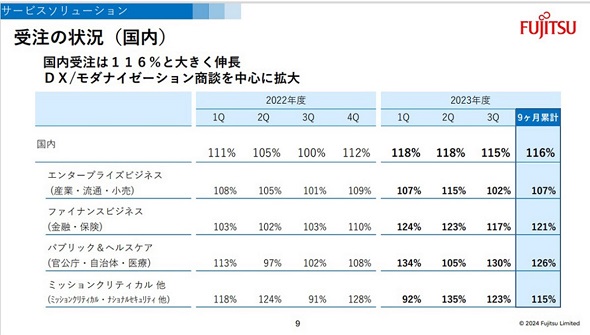 サービスソリューション
受注の状況（国内）
FUJITSU
国内受注は１１６％と大きく伸長
ＤＸ/モダナイゼーション商談を中心に拡大
2022年度 2023年度
1Q 2Q 3Q 4Q 1Q 2Q 3Q 9ヶ月累計
国内 111% 105% 100% 112% 118% 118% 115% 116%
エンタープライズビジネス
(産業・流通・小売) 108% 105% 101% 109% 107% 115% 102% 107%
ファイナンスビジネス
(金融・保険) 103% 102% 103% 110% 124% 123% 117% 121%
パブリック＆ヘルスケア
(官公庁・自治体・医療) 113% 97% 102% 108% 134% 105% 130% 126%
ミッションクリティカル 他
(ミッションクリティカル・ナショナルセキュリティ 他) 118% 124% 91% 128% 92% 135% 123% 115%
9
© 2024 Fujitsu Limited